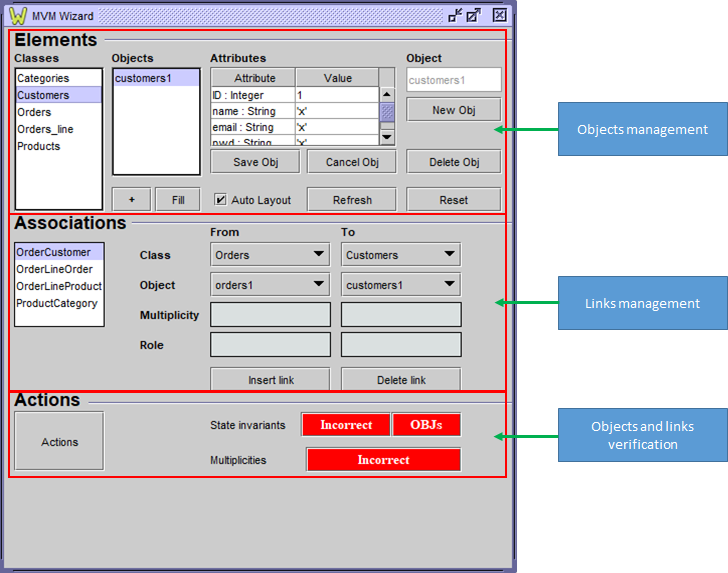 MVM Wizard
Elements
Classes
Objects
Attributes
Object
Categories
Customers
Orders
Orders_line
Products
customers1
Attribute Value
ID : Integer 1
name : String 'x'
email : String 'x'
pwd : String 'x'
customers1
New Obj
Save Obj
Cancel Obj
Delete Obj
+
Fill
Auto Layout
Refresh
Reset
Objects management
Associations
From
To
OrderCustomer
OrderLineOrder
OrderLineProduct
ProductCategory
Class
Orders
Customers
Object
orders1
customers1
Multiplicity
Role
Insert link
Delete link
Links management
Actions
Actions
State invariants
Incorrect
OBJs
Multiplicities
Incorrect
Objects and links
verification